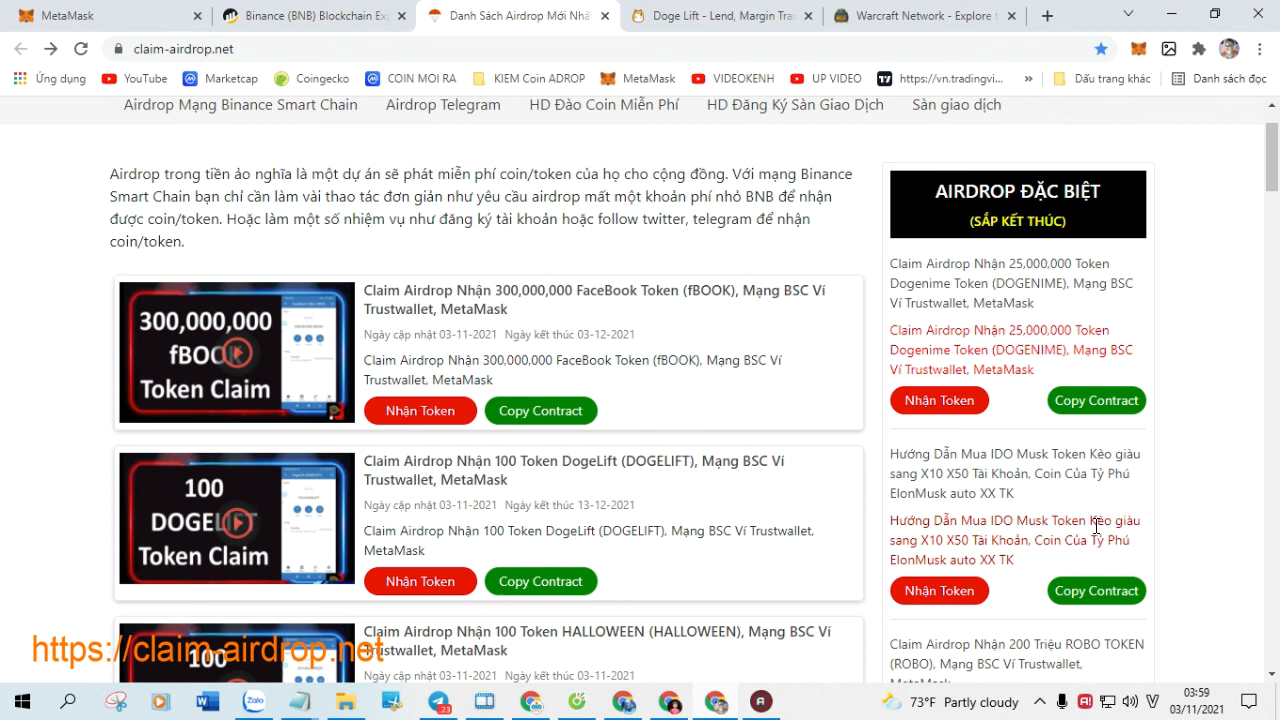 MetaMask
Binance (BNB) Blockchain Ex
Danh Sách Airdrop Mới Nhấ
Doge Lift - Lend, Margin Tra
Warcraft Network - Explore t
claim-airdrop.net
Ứng dụng
YouTube
Marketcap
Coingecko
COIN MOI RA
KIEM Coin ADROP
MetaMask
VIDEOKENH
UP VIDEO
https://vn.tradingvi...
»
Dấu trang khác
Danh sách đọc
Airdrop Mạng Binance Smart Chain
Airdrop Telegram
HD Đào Coin Miễn Phí
HD Đăng Ký Sàn Giao Dịch
Sàn giao dịch
Airdrop trong tiền ảo nghĩa là một dự án sẽ phát miễn phí coin/token của họ cho cộng đồng. Với mạng Binance
Smart Chain bạn chỉ cần làm vài thao tác đơn giản như yêu cầu airdrop mất một khoản phí nhỏ BNB để nhận
được coin/token. Hoặc làm một số nhiệm vụ như đăng ký tài khoản hoặc follow twitter, telegram để nhận
coin/token.
300,000,000
fBOOK
Token Claim
Claim Airdrop Nhận 300,000,000 FaceBook Token (fBOOK), Mạng BSC Ví
Trustwallet, MetaMask
Ngày cập nhật 03-11-2021 Ngày kết thúc 03-12-2021
Claim Airdrop Nhận 300,000,000 FaceBook Token (fBOOK), Mạng BSC Ví
Trustwallet, MetaMask
Nhận Token
Copy Contract
100
DOGELIFT
Token Claim
Claim Airdrop Nhận 100 Token DogeLift (DOGELIFT), Mạng BSC Ví
Trustwallet, MetaMask
Ngày cập nhật 03-11-2021 Ngày kết thúc 13-12-2021
Claim Airdrop Nhận 100 Token DogeLift (DOGELIFT), Mạng BSC Ví Trustwallet,
MetaMask
Nhận Token
Copy Contract
100
Claim Airdrop Nhận 100 Token HALLOWEEN (HALLOWEEN), Mạng BSC Ví
Trustwallet, MetaMask
Ngày cập nhật 03-11-2021 Ngày kết thúc 03-11-2021
https://claim-airdrop.net
AIRDROP ĐẶC BIỆT
(SẮP KẾT THÚC)
Claim Airdrop Nhận 25,000,000 Token
Dogenime Token (DOGENIME), Mạng BSC
Ví Trustwallet, MetaMask
Claim Airdrop Nhận 25,000,000 Token
Dogenime Token (DOGENIME), Mạng BSC
Ví Trustwallet, MetaMask
Nhận Token
Copy Contract
Hướng Dẫn Mua IDO Musk Token Kèo giàu
sang X10 X50 Tài Khoản, Coin Của Tỷ Phú
ElonMusk auto XX TK
Hướng Dẫn Mua IDO Musk Token Kèo giàu
sang X10 X50 Tài Khoản, Coin Của Tỷ Phú
ElonMusk auto XX TK
Nhận Token
Copy Contract
Claim Airdrop Nhận 200 Triệu ROBO TOKEN
(ROBO), Mạng BSC Ví Trustwallet,
Zalo
23
73°F Partly cloudy
03:59
03/11/2021